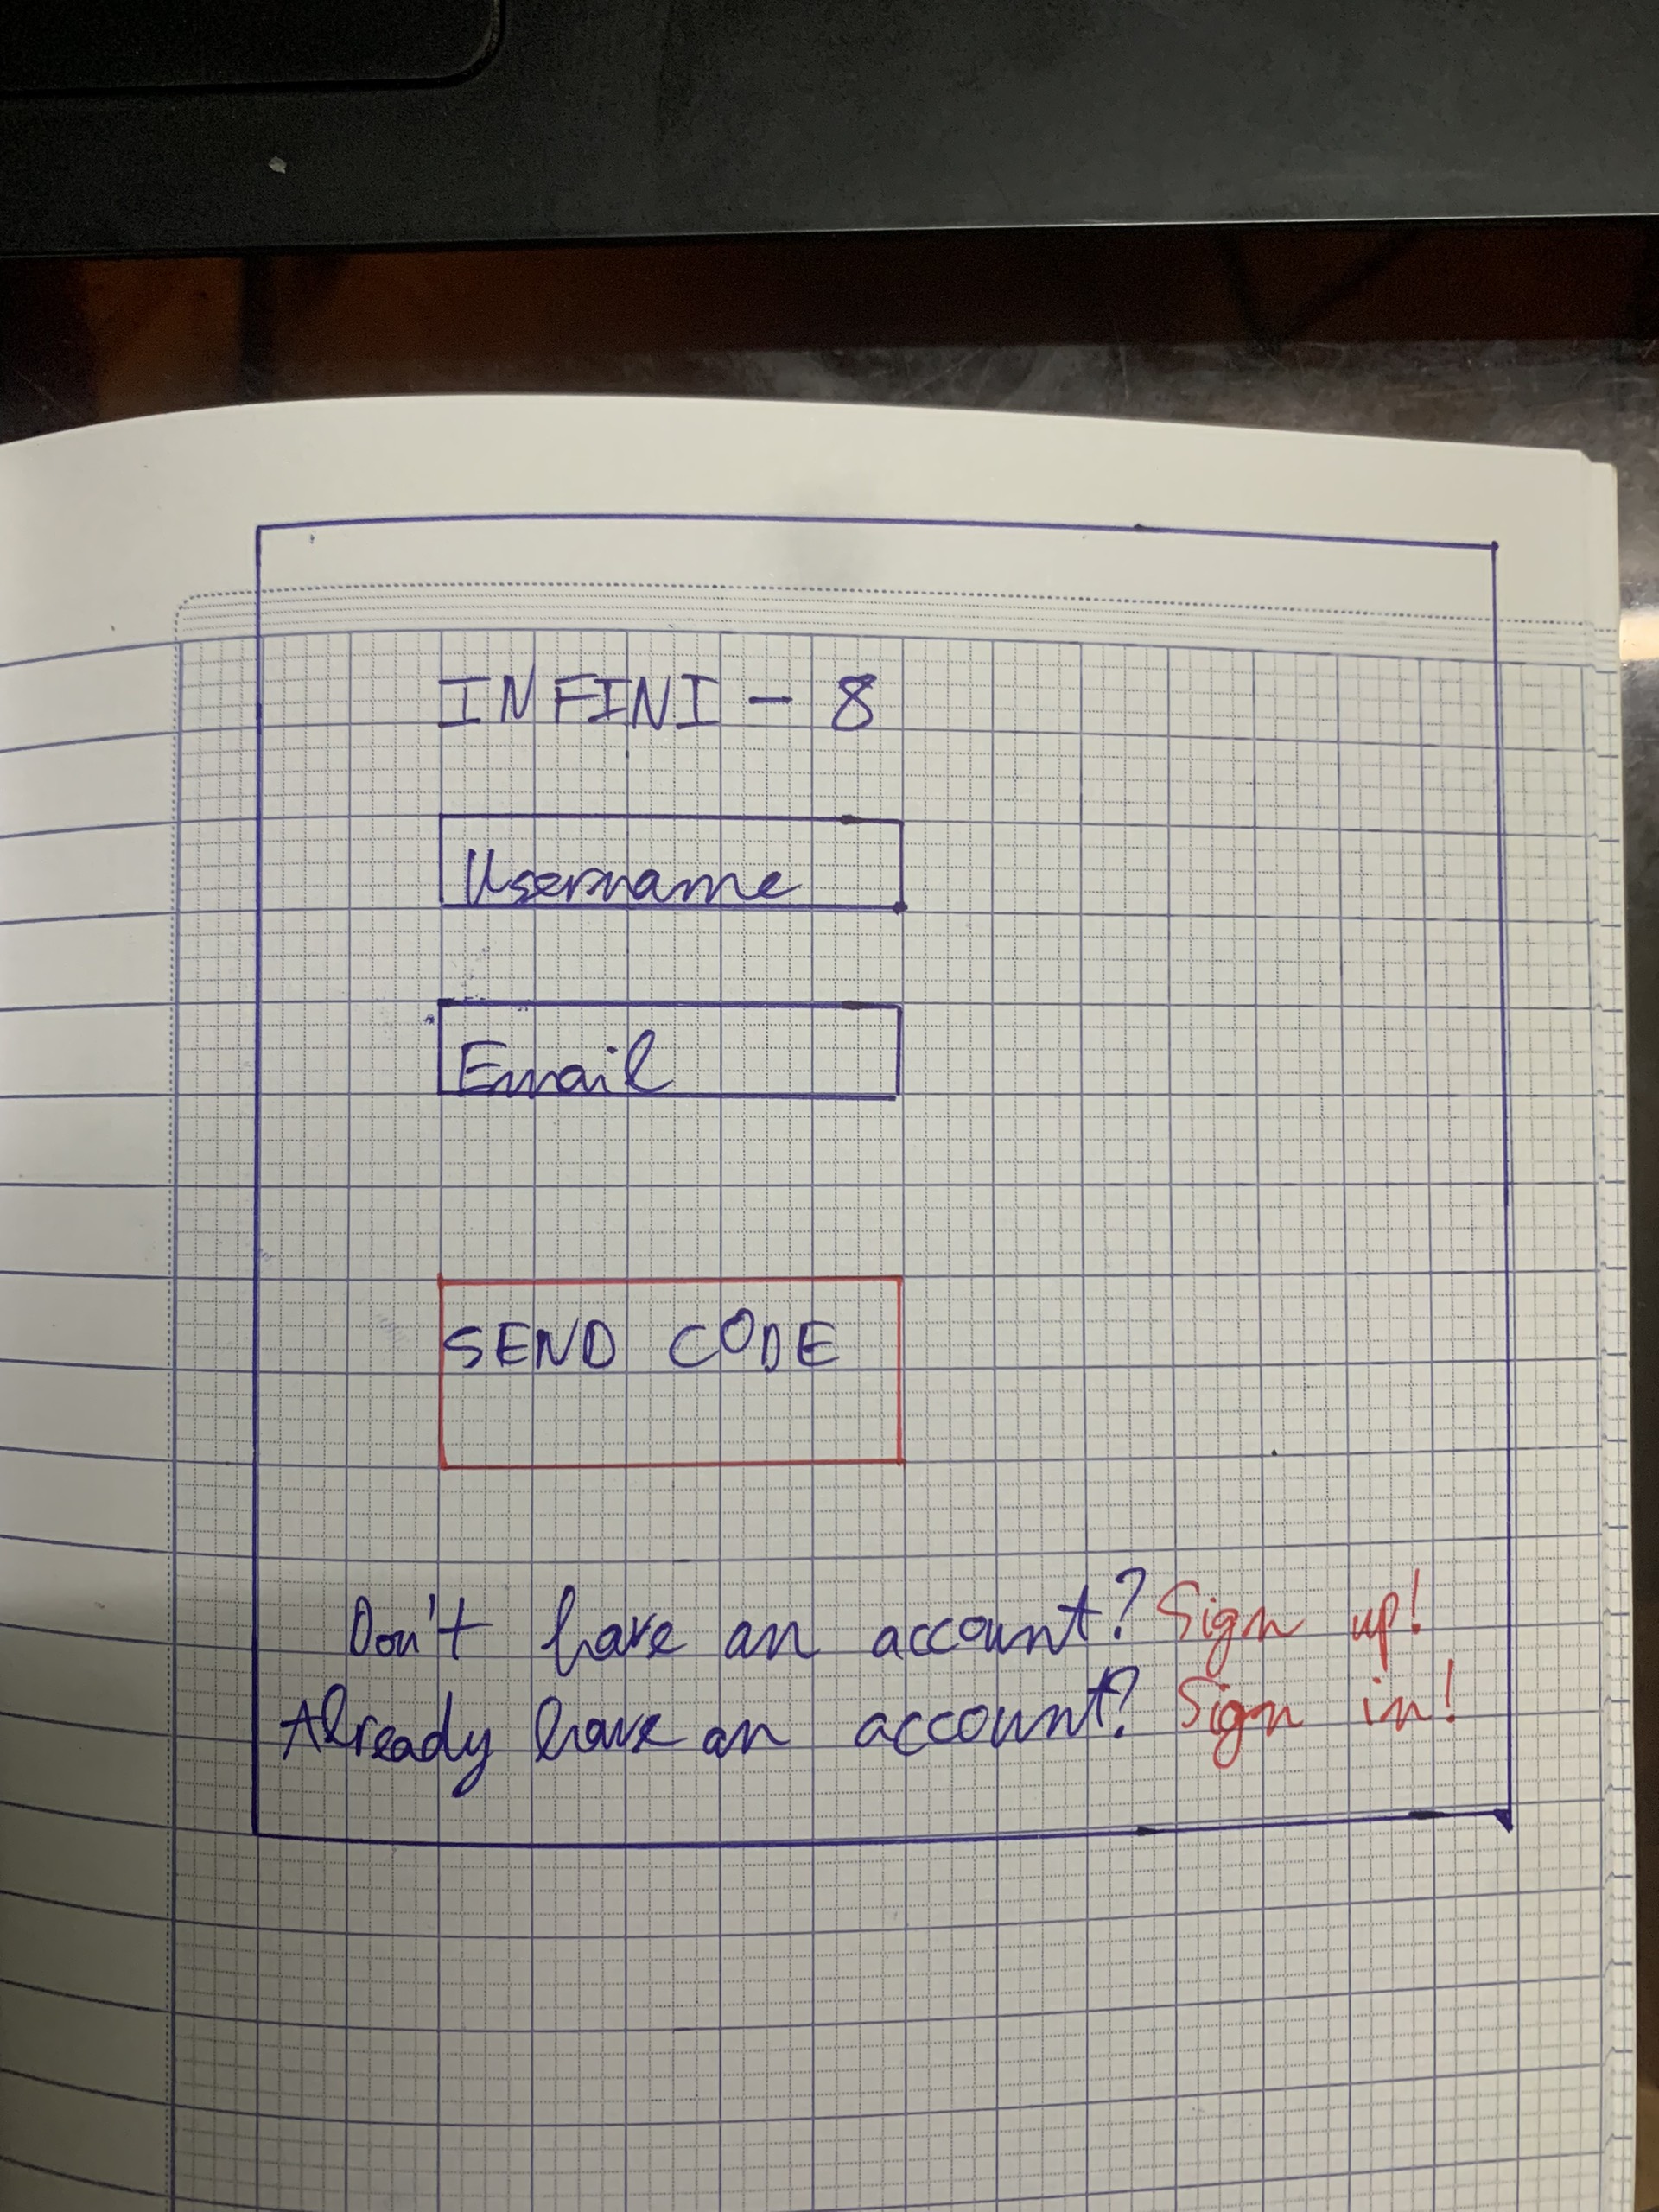 INFINI - 8
Username
Email
SEND CODE
Don't have an account? Sign up!
Already have an account? Sign in!